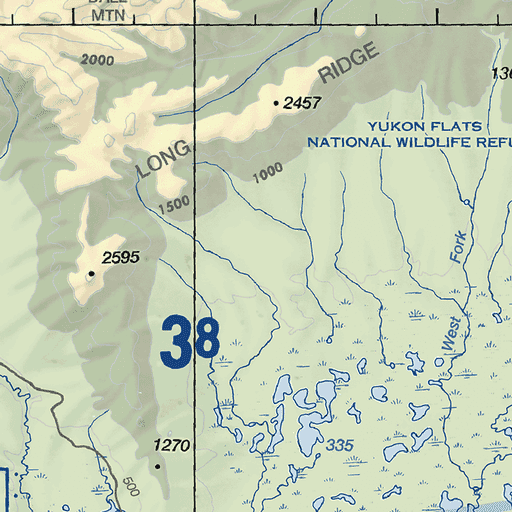 MTN
2000
LONG RIDGE
2457
136
YUKON FLATS
NATIONAL WILDLIFE REFU
1000
1500
2595
West Fork
38
335
1270
500